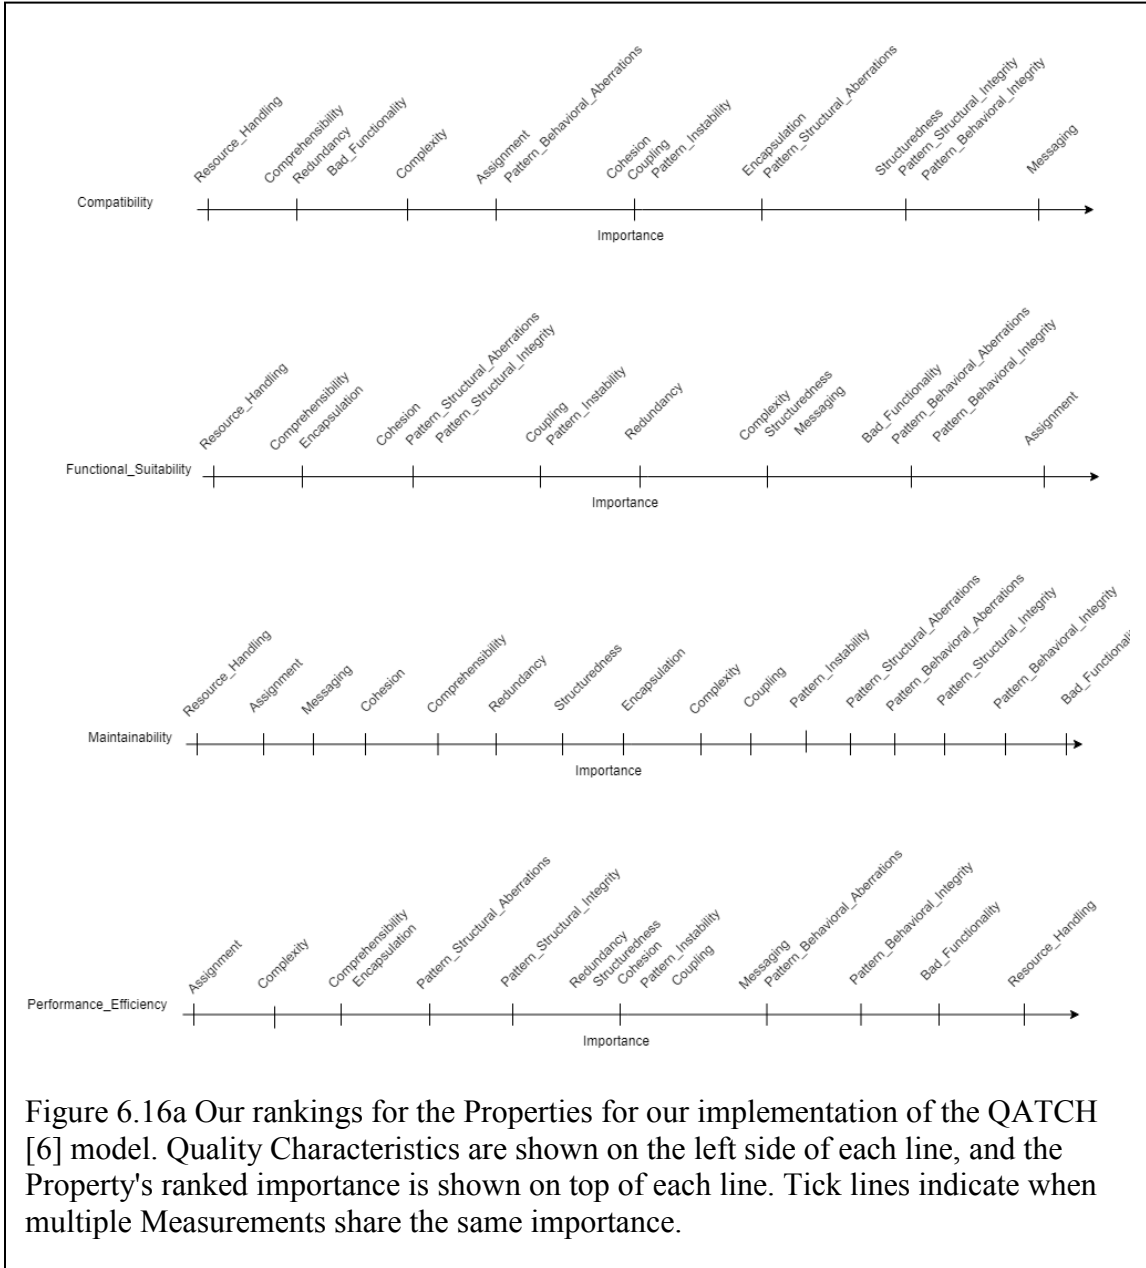 Resource_Handling
Comprehensibility
Redundancy
Bad_Functionality
Complexity
Assignment
Pattern_Behavioral_Aberrations
Cohesion
Coupling
Pattern_Instability
Encapsulation
Pattern_Structural_Aberrations
Structuredness
Pattern_Structural_Integrity
Pattern_Behavioral_Integrity
Messaging
Compatibility
Importance
Resource_Handling
Comprehensibility
Encapsulation
Cohesion
Pattern_Structural_Aberrations
Pattern_Structural_Integrity
Coupling
Pattern_Instability
Redundancy
Complexity
Structuredness
Messaging
Bad_Functionality
Pattern_Behavioral_Aberrations
Pattern_Behavioral_Integrity
Assignment
Functional_Suitability
Importance
Resource_Handling
Assignment
Messaging
Cohesion
Comprehensibility
Redundancy
Structuredness
Encapsulation
Complexity
Coupling
Pattern_Instability
Pattern_Structural_Aberrations
Pattern_Behavioral_Aberrations
Pattern_Structural_Integrity
Pattern_Behavioral_Integrity
Bad_Functionali
Maintainability
Importance
Assignment
Complexity
Comprehensibility
Encapsulation
Pattern_Structural_Aberrations
Pattern_Structural_Integrity
Redundancy
Structuredness
Cohesion
Pattern_Instability
Coupling
Messaging
Pattern_Behavioral_Aberrations
Pattern_Behavioral_Integrity
Bad_Functionality
Resource_Handling
Performance_Efficiency
Importance
Figure 6.16a Our rankings for the Properties for our implementation of the QATCH
[6] model. Quality Characteristics are shown on the left side of each line, and the
Property's ranked importance is shown on top of each line. Tick lines indicate when
multiple Measurements share the same importance.